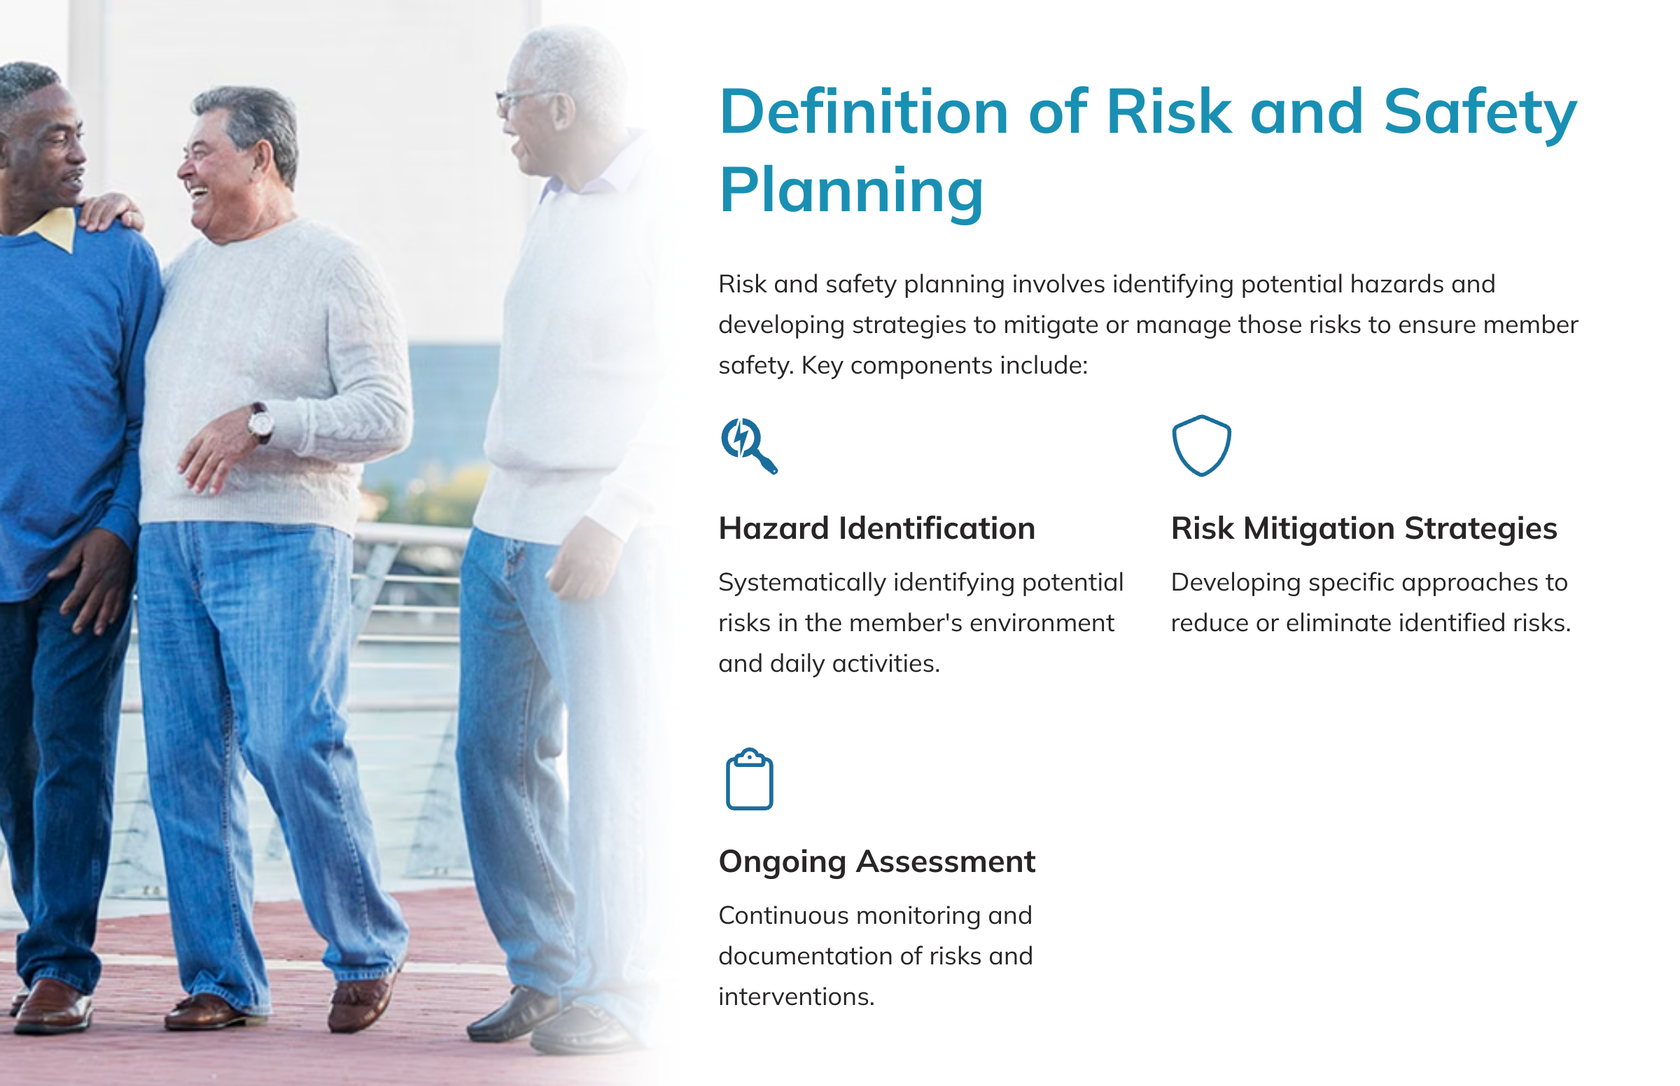 Definition of Risk and Safety
Planning
Risk and safety planning involves identifying potential hazards and
developing strategies to mitigate or manage those risks to ensure member
safety. Key components include:
Hazard Identification
Systematically identifying potential
risks in the member's environment
and daily activities.
Risk Mitigation Strategies
Developing specific approaches to
reduce or eliminate identified risks.
Ongoing Assessment
Continuous monitoring and
documentation of risks and
interventions.